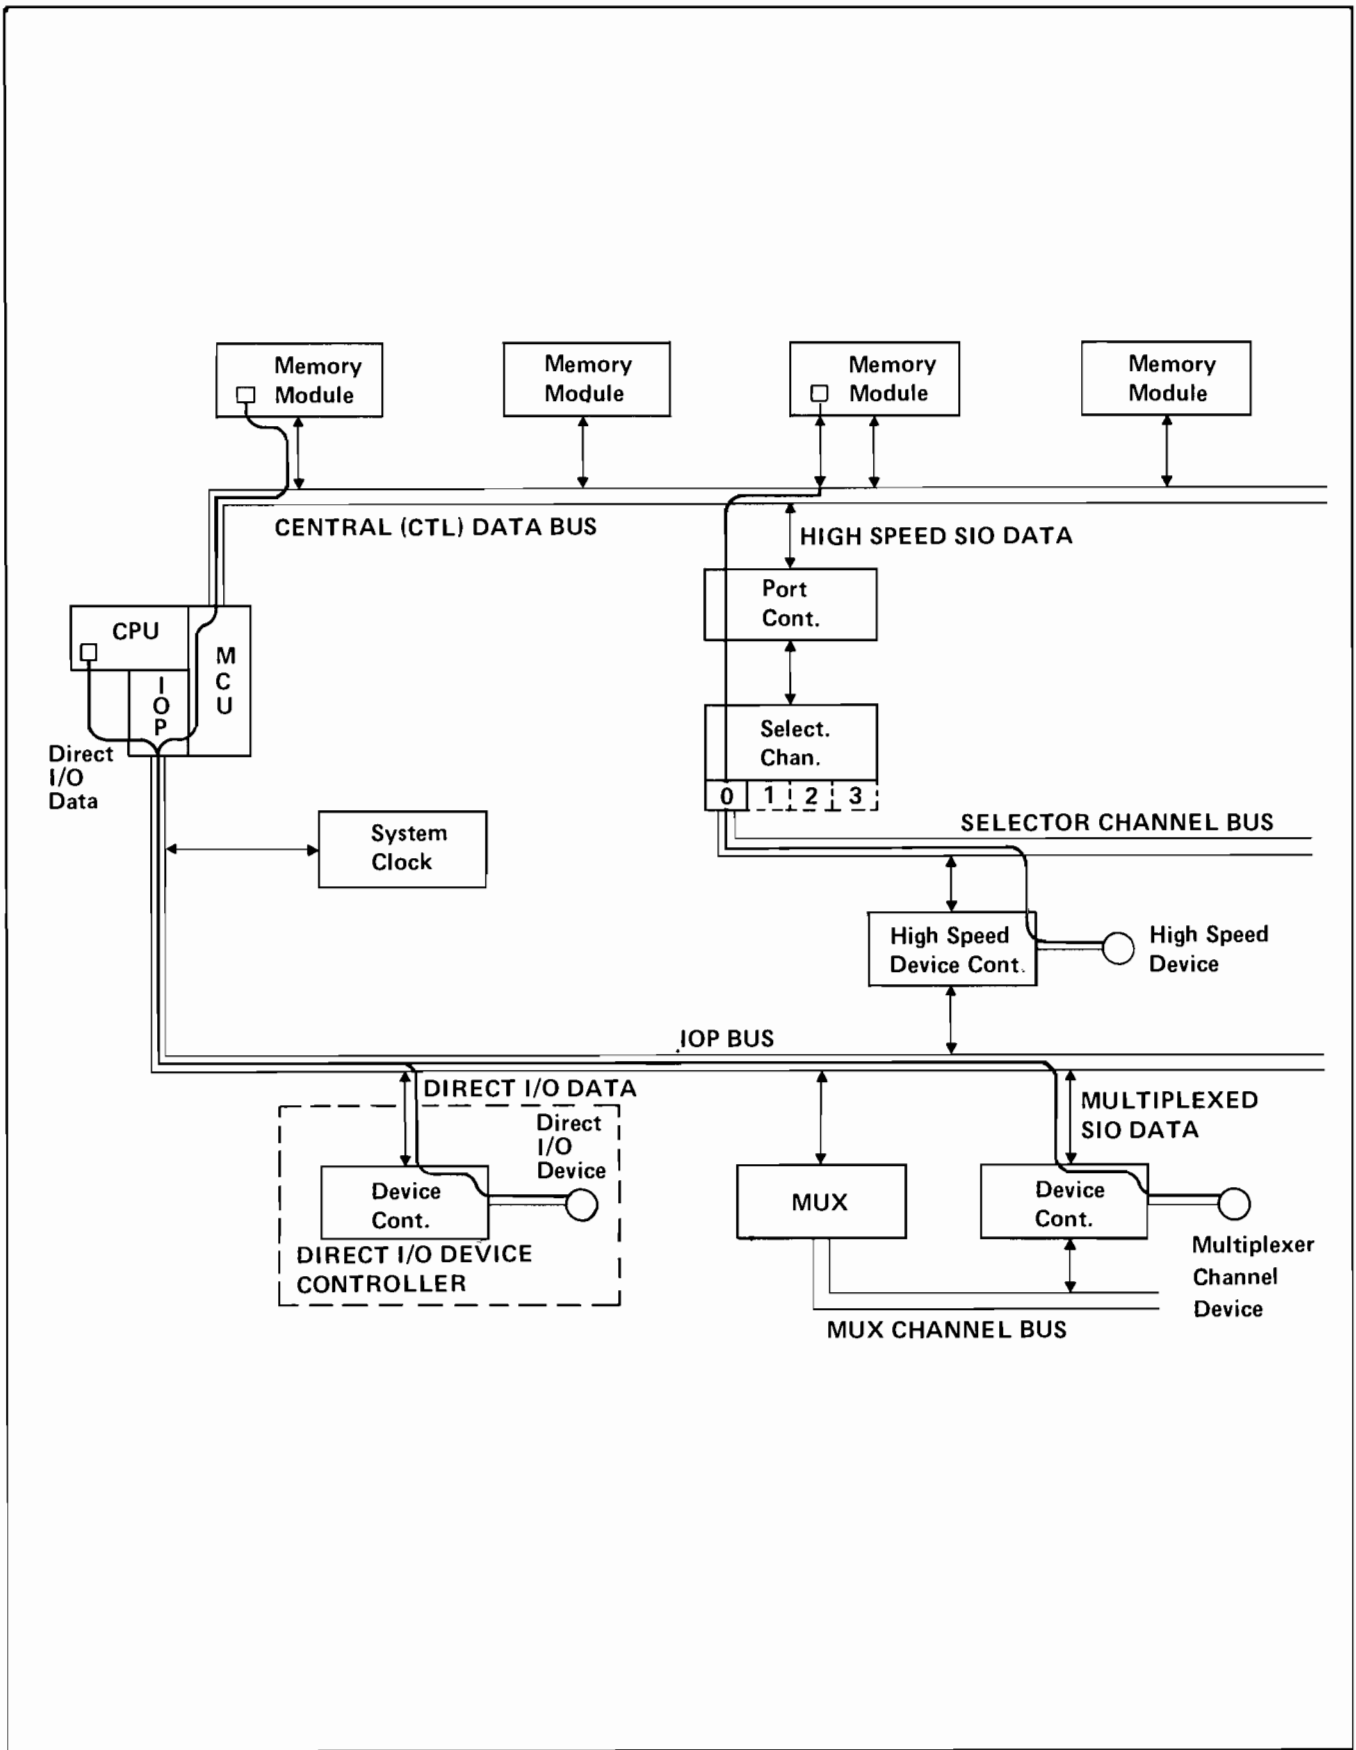 Memory
Module
Memory
Module
Memory
Module
Memory
Module
CENTRAL (CTL) DATA BUS
HIGH SPEED SIO DATA
Port
Cont.
CPU
MCU
IOP
Select.
Chan.
Direct
I/O
Data
0 1 2 3
SELECTOR CHANNEL BUS
System
Clock
High Speed
Device Cont.
High Speed
Device
IOP BUS
DIRECT I/O DATA
MULTIPLEXED
SIO DATA
Direct
I/O
Device
Device
Cont.
MUX
Device
Cont.
DIRECT I/O DEVICE
CONTROLLER
Multiplexer
Channel
Device
MUX CHANNEL BUS